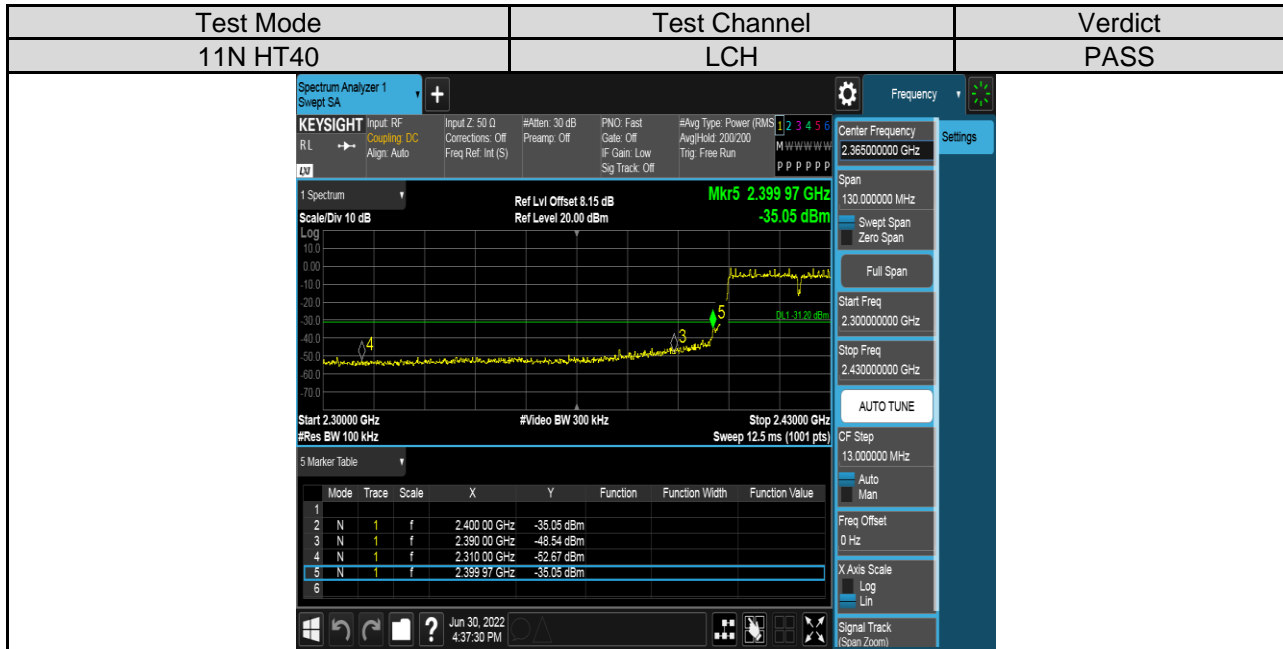 Test Mode Test Channel Verdict
11N HT40 LCH PASS
Spectrum Analyzer 1
Swept SA
+
Frequency
KEYSIGHT Input: RF Input Z: 50 Ω #Atten: 30 dB PNO: Fast #Avg Type: Power (RMS 1 2 3 4 5 6
RL Coupling: DC Corrections: Off Preamp: Off Gate: Off Avg|Hold: 200/200 M W W W W W
Align: Auto Freq Ref: Int (S) IF Gain: Low Trig: Free Run
LXI Sig Track: Off P P P P P P
1 Spectrum Ref Lvl Offset 8.15 dB Mkr5 2.399 97 GHz
Scale/Div 10 dB Ref Level 20.00 dBm -35.05 dBm
Log
10.0
0.00
-10.0
-20.0
-30.0
-40.0
-50.0
-60.0
-70.0
5
DL1 -31.20 dBm
3
4
Start 2.30000 GHz #Video BW 300 kHz Stop 2.43000 GHz
#Res BW 100 kHz Sweep 12.5 ms (1001 pts)
5 Marker Table
Mode Trace Scale X Y Function Function Width Function Value
1
2 N 1 f 2.400 00 GHz -35.05 dBm
3 N 1 f 2.390 00 GHz -48.54 dBm
4 N 1 f 2.310 00 GHz -52.67 dBm
5 N 1 f 2.399 97 GHz -35.05 dBm
6
?
Jun 30, 2022
4:37:30 PM
Center Frequency
2.365000000 GHz
Settings
Span
130.000000 MHz
Swept Span
Zero Span
Full Span
Start Freq
2.300000000 GHz
Stop Freq
2.430000000 GHz
AUTO TUNE
CF Step
13.000000 MHz
Auto
Man
Freq Offset
0 Hz
X Axis Scale
Log
Lin
Signal Track
(Span Zoom)